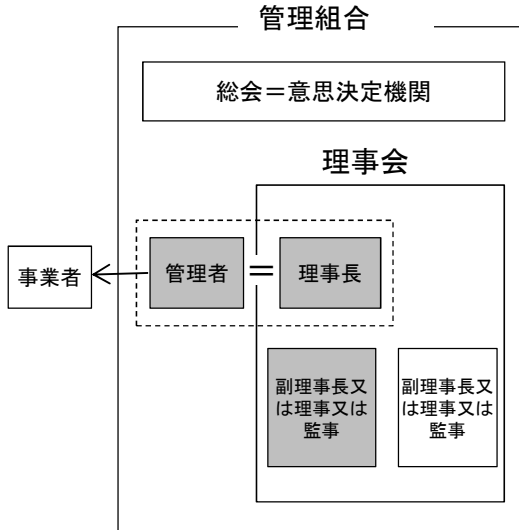 管理組合
総会＝意思決定機関
理事会
事業者
管理者
＝
理事長
副理事長又
は理事又は
監事
副理事長又
は理事又は
監事